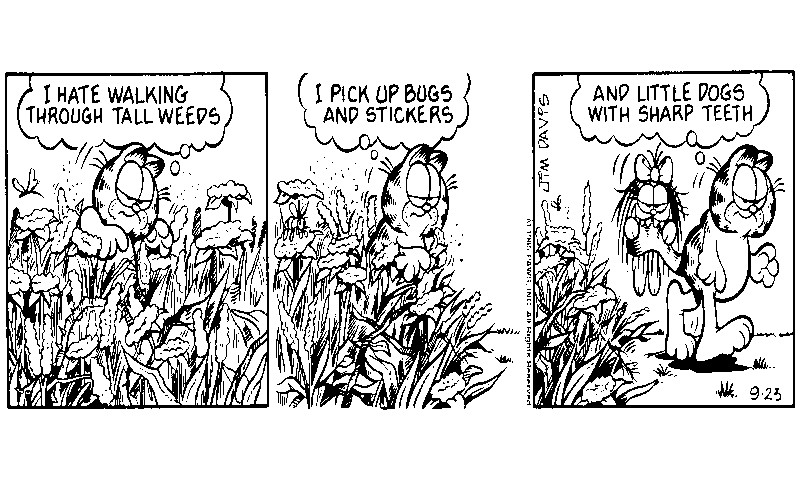 I HATE WALKING
THROUGH TALL WEEDS
I PICK UP BUGS
AND STICKERS
AND LITTLE DOGS
WITH SHARP TEETH
JIM DAVIS
9-23